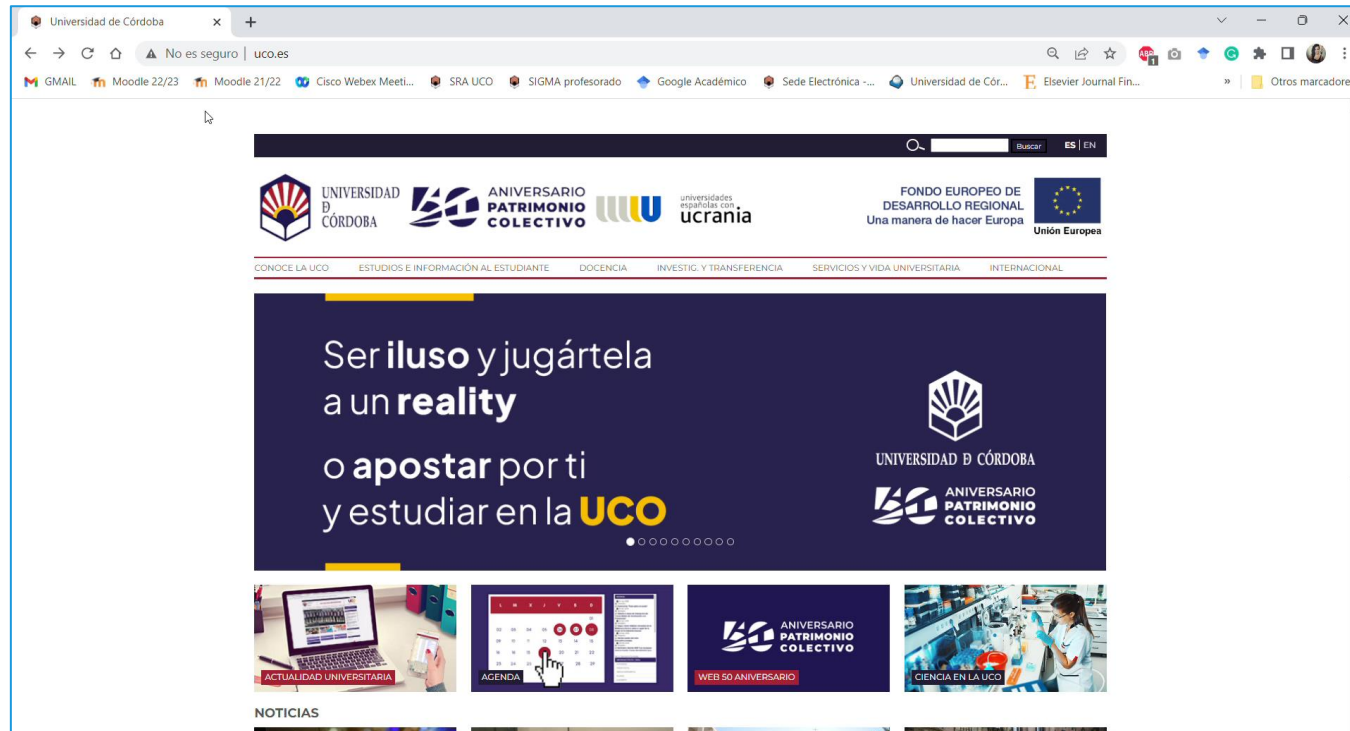 Universidad de Córdoba
No es seguro | uco.es
GMAIL Moodle 22/23 Moodle 21/22 Cisco Webex Meeti... SRA UCO SIGMA profesorado Google Académico Sede Electrónica -... Universidad de Cór... Elsevier Journal Fin... » Otros marcadore
Buscar ES | EN
UNIVERSIDAD
Đ
CÓRDOBA
50 ANIVERSARIO
PATRIMONIO
COLECTIVO
universidades
españolas con
ucrania
FONDO EUROPEO DE
DESARROLLO REGIONAL
Una manera de hacer Europa
Unión Europea
CONOCE LA UCO ESTUDIOS E INFORMACIÓN AL ESTUDIANTE DOCENCIA INVESTIG. Y TRANSFERENCIA SERVICIOS Y VIDA UNIVERSITARIA INTERNACIONAL
Ser iluso y jugártela
a un reality
o apostar por ti
y estudiar en la UCO
UNIVERSIDAD Đ CÓRDOBA
50 ANIVERSARIO
PATRIMONIO
COLECTIVO
ACTUALIDAD UNIVERSITARIA
L M X J V S D
AGENDA
50 ANIVERSARIO
PATRIMONIO
COLECTIVO
WEB 50 ANIVERSARIO
CIENCIA EN LA UCO
NOTICIAS